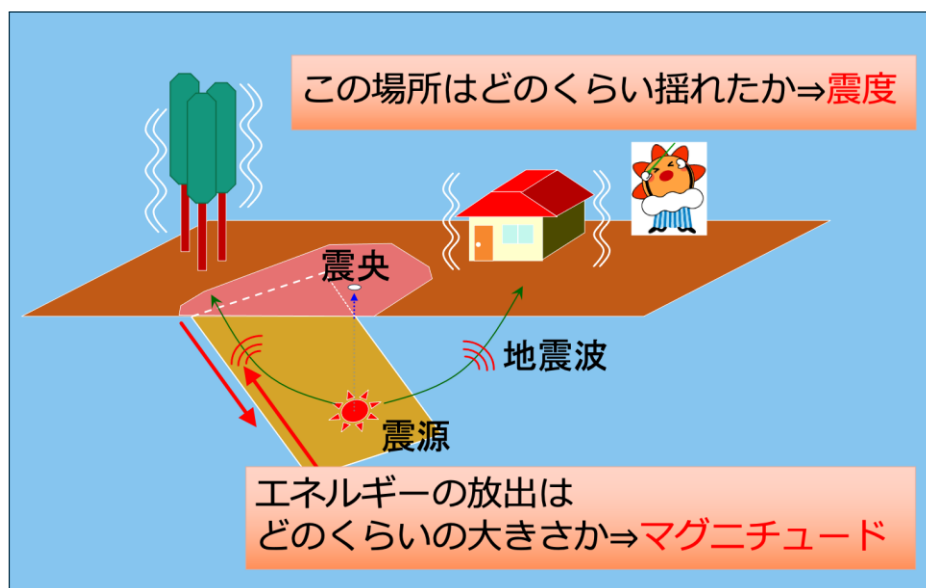 この場所はどのくらい揺れたか⇒震度
震央
地震波
震源
エネルギーの放出は
どのくらいの大きさか⇒マグニチュード